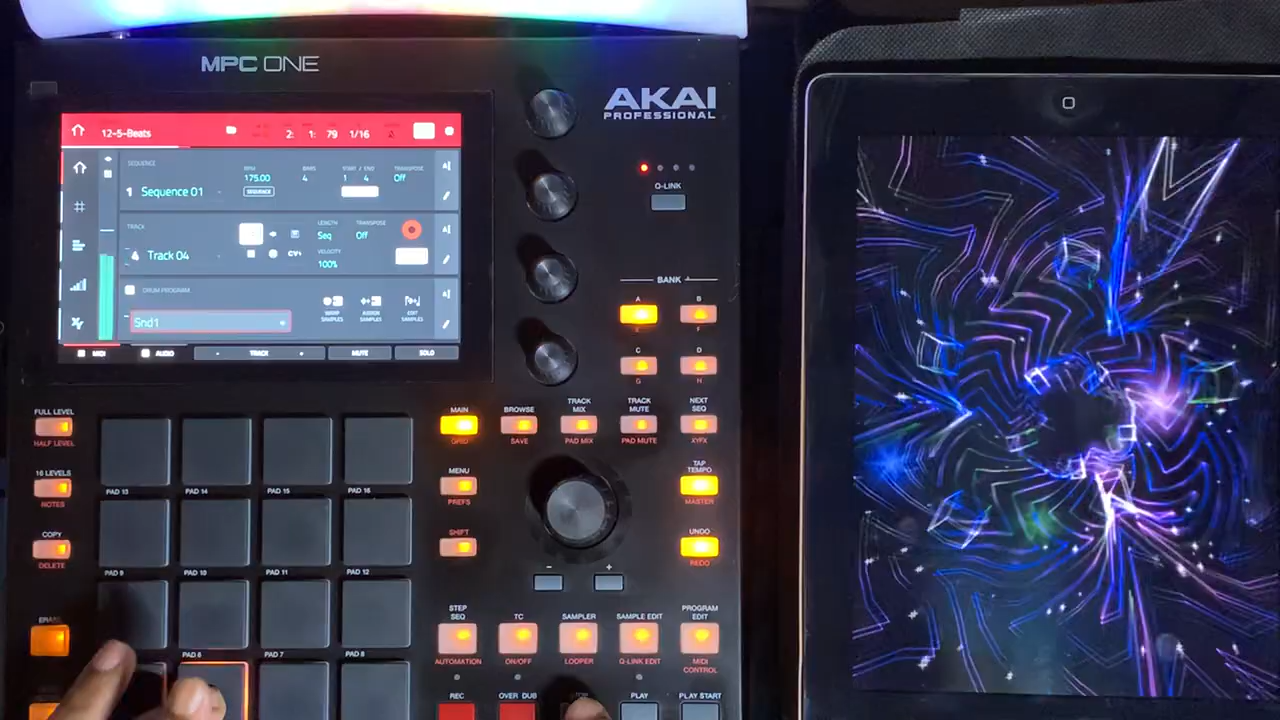 MPC ONE
AKAI
PROFESSIONAL
12-5-Beats
2: 1: 79 1/16
SEQUENCE
BPM
BARS
START / END
TRANSPOSE
1 Sequence 01
175.00
4
1 4
Off
SEQUENCE
TRACK
LENGTH
TRANSPOSE
Seq
Off
4 Track 04
CV
VELOCITY
100%
DRUM PROGRAM
Snd1
WARP SAMPLES
ASSIGN SAMPLES
EDIT SAMPLES
MIDI
AUDIO
- TRACK +
MUTE
SOLO
Q-LINK
BANK
A
B
E
F
C
D
G
H
FULL LEVEL
HALF LEVEL
16 LEVELS
NOTES
COPY
DELETE
ERASE
PAD 13
PAD 14
PAD 15
PAD 16
PAD 9
PAD 10
PAD 11
PAD 12
PAD 6
PAD 7
PAD 8
MAIN
GRID
BROWSE
SAVE
TRACK MIX
PAD MIX
TRACK MUTE
PAD MUTE
NEXT SEQ
XYFX
MENU
PREFS
TAP TEMPO
MASTER
SHIFT
UNDO
REDO
- +
STEP SEQ
AUTOMATION
TC
ON/OFF
SAMPLER
LOOPER
SAMPLE EDIT
Q-LINK EDIT
PROGRAM EDIT
MIDI CONTROL
REC
OVER DUB
PLAY
PLAY START